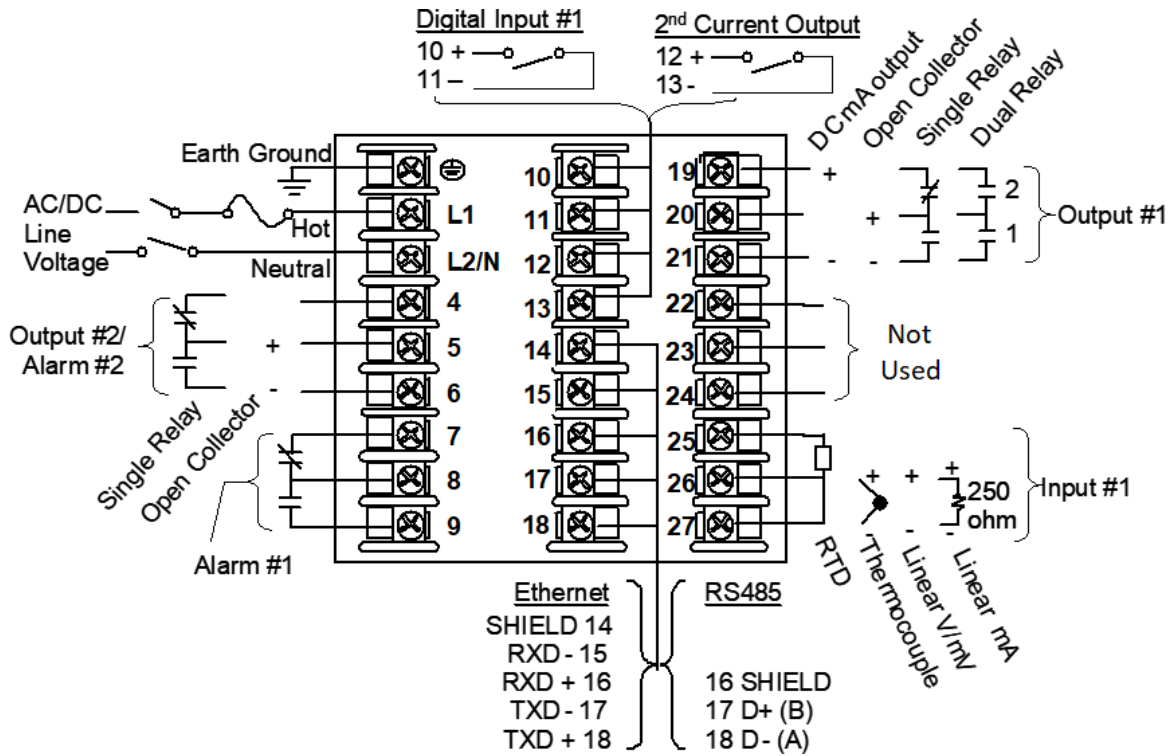 Digital Input #1
10 +
11 –
2nd Current Output
12 +
13 -
DC mA output
Open Collector
Single Relay
Dual Relay
Earth Ground
AC/DC
Line
Voltage
Hot
Neutral
L1
L2/N
4
5
6
7
8
9
10
11
12
13
14
15
16
17
18
19
20
21
22
23
24
25
26
27
+
-
+
-
2
1
Output #1
Output #2/
Alarm #2
+
-
Single Relay
Open Collector
Alarm #1
Not
Used
+
-
+
-
+
250
ohm
-
Input #1
RTD
Thermocouple
Linear V/mV
Linear mA
Ethernet
SHIELD 14
RXD - 15
RXD + 16
TXD - 17
TXD + 18
RS485
16 SHIELD
17 D+ (B)
18 D- (A)